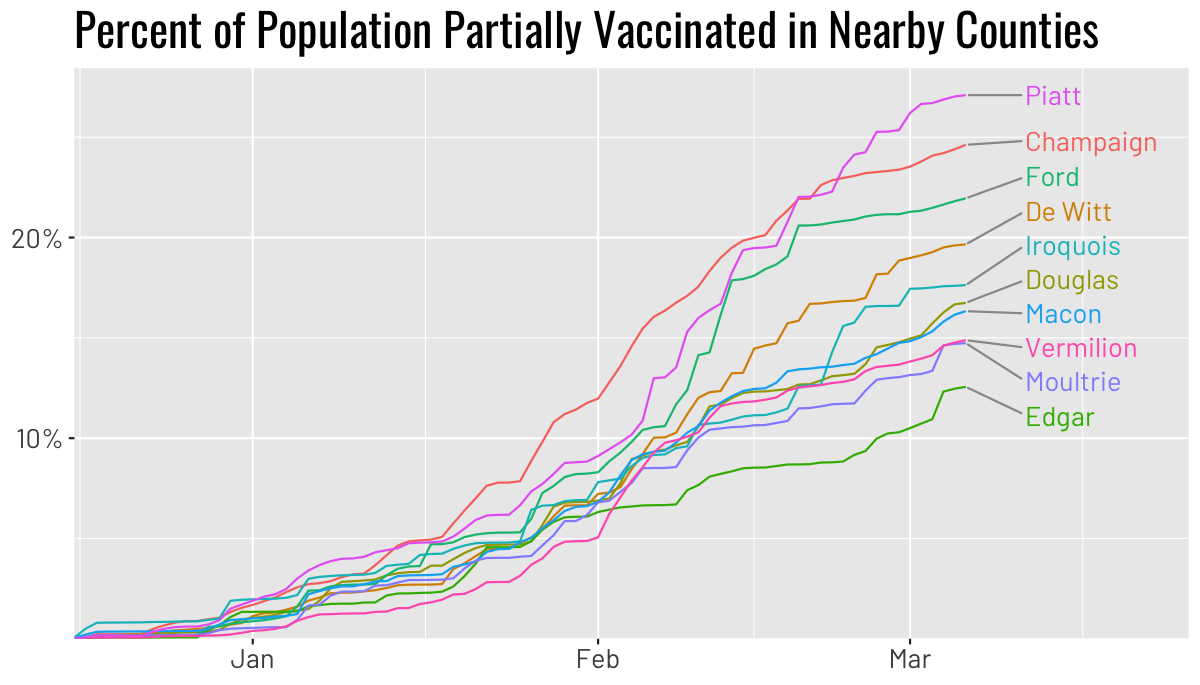 Percent of Population Partially Vaccinated in Nearby Counties
Piatt
Champaign
Ford
De Witt
20%
Iroquois
Douglas
Macon
Vermilion
Moultrie
Edgar
10%
Jan Feb Mar